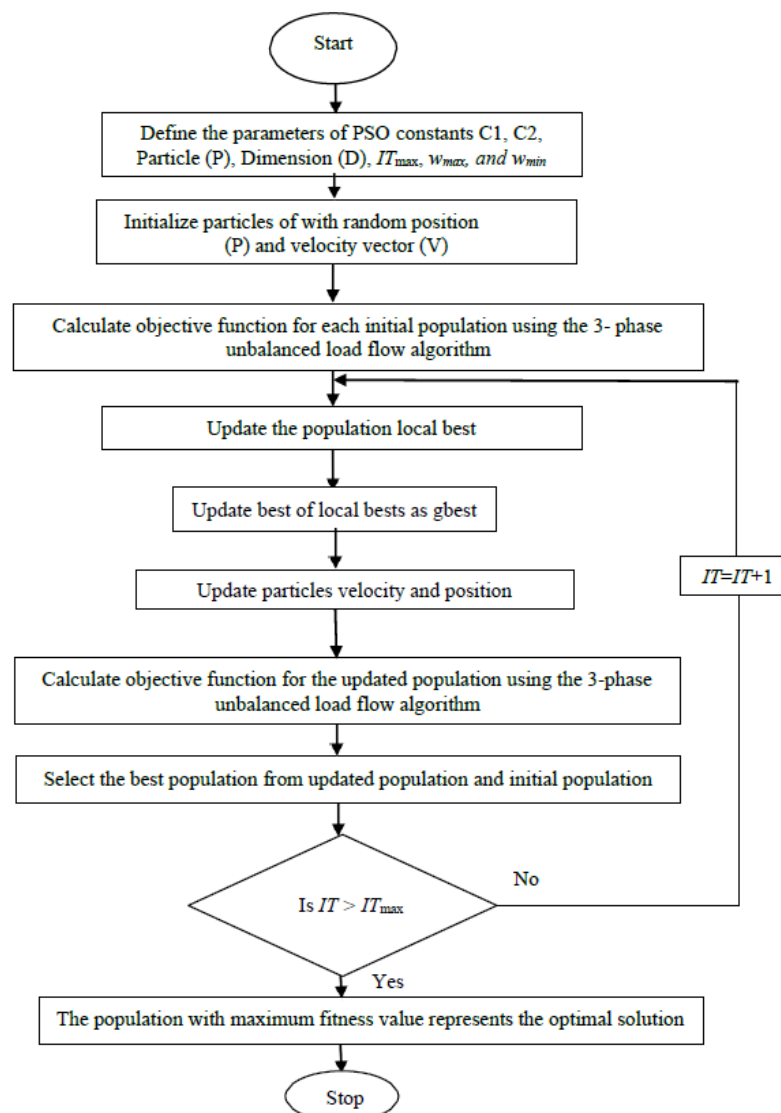 Start
Define the parameters of PSO constants C1, C2,
Particle (P), Dimension (D), ITmax, wmax, and wmin
Initialize particles of with random position
(P) and velocity vector (V)
Calculate objective function for each initial population using the 3- phase
unbalanced load flow algorithm
Update the population local best
Update best of local bests as gbest
IT=IT+1
Update particles velocity and position
Calculate objective function for the updated population using the 3-phase
unbalanced load flow algorithm
Select the best population from updated population and initial population
No
Is IT > ITmax
Yes
The population with maximum fitness value represents the optimal solution
Stop